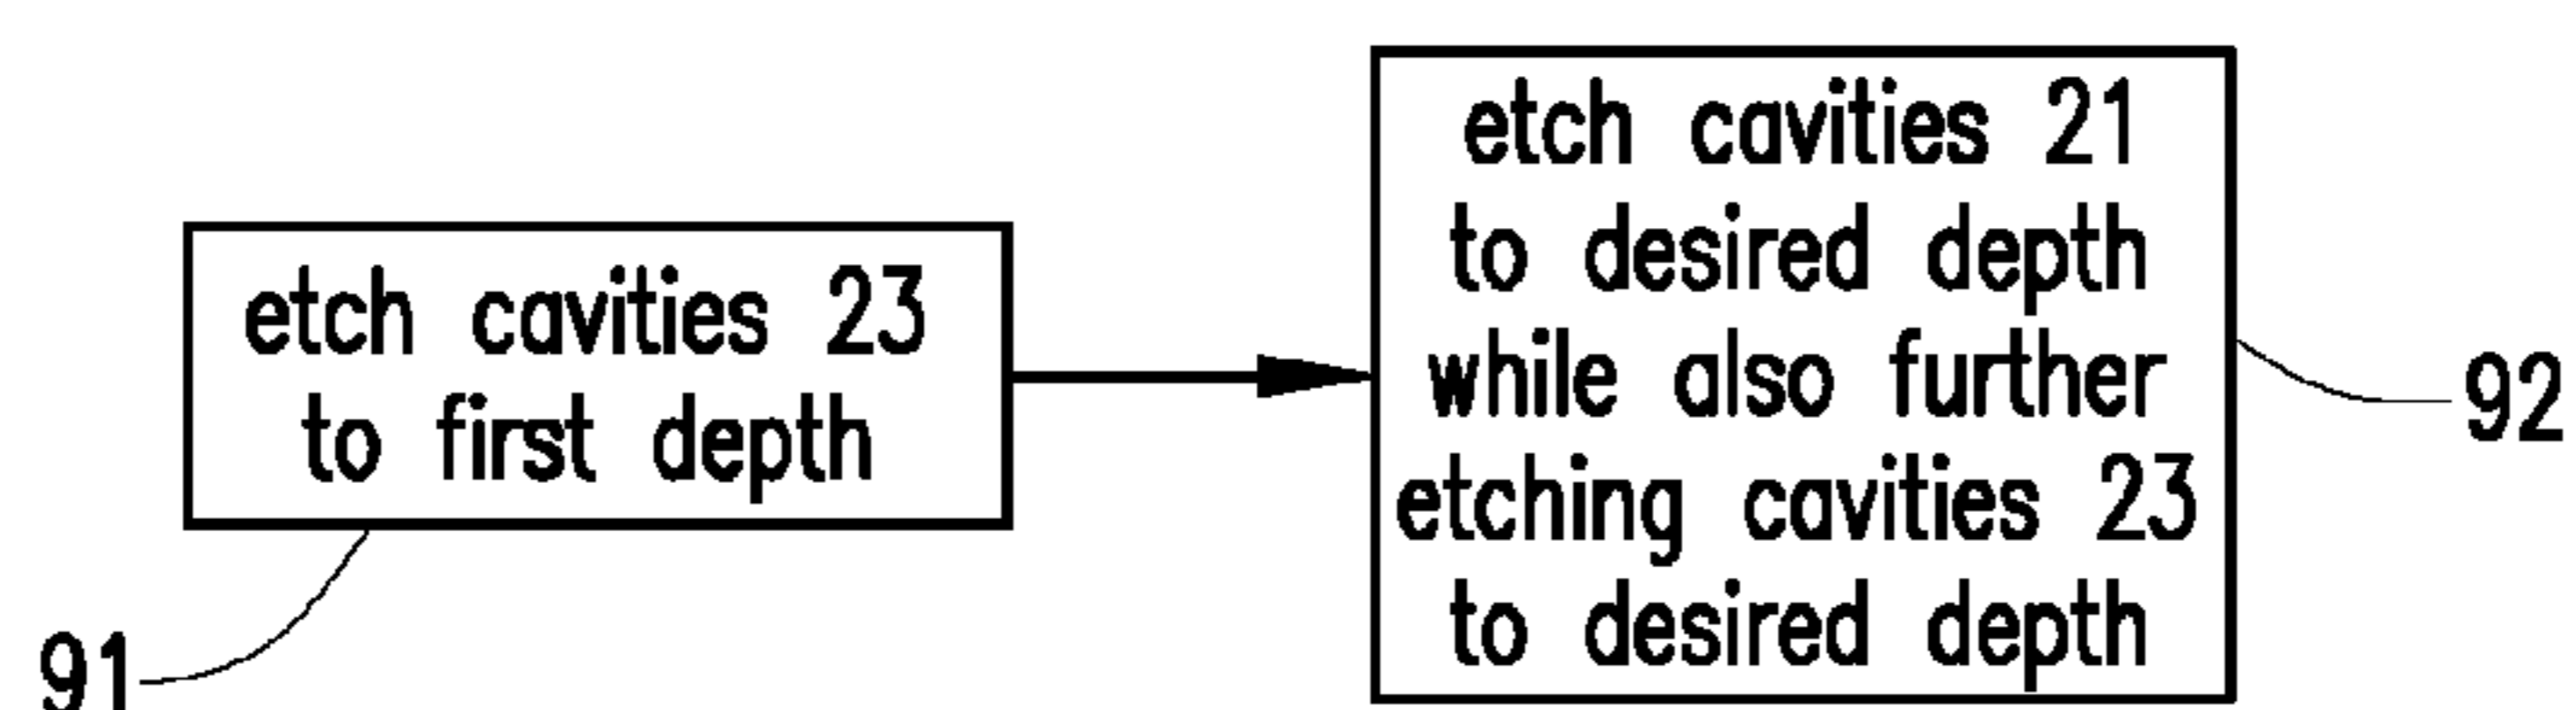 etch cavities 23
to first depth
91
etch cavities 21
to desired depth
while also further
etching cavities 23
to desired depth
92